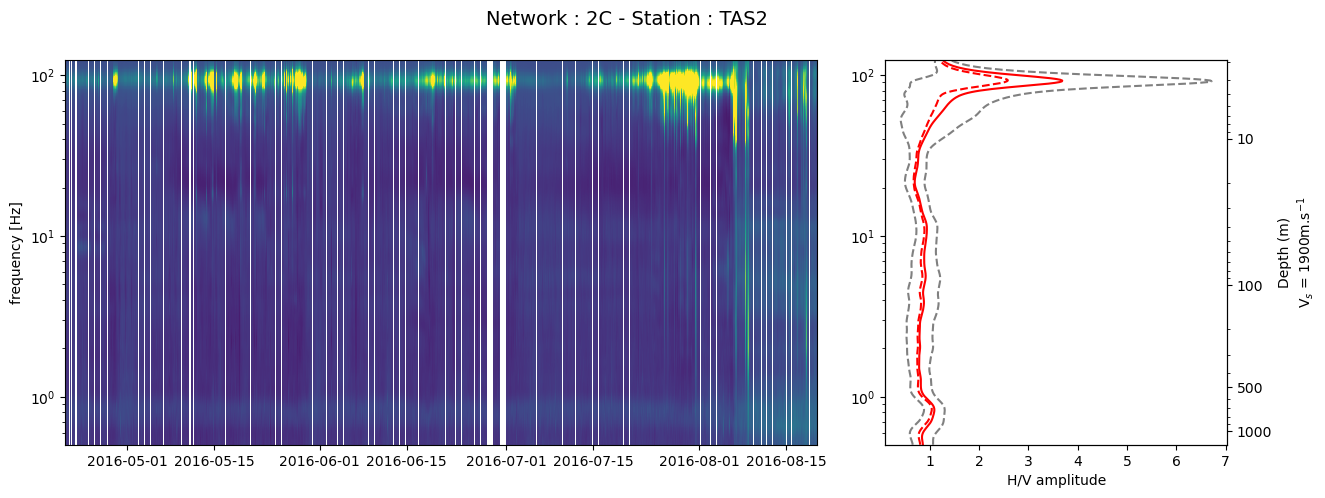 Network : 2C - Station : TAS2
frequency [Hz]
10²
10¹
10⁰
2016-05-01 2016-05-15 2016-06-01 2016-06-15 2016-07-01 2016-07-15 2016-08-01 2016-08-15
10²
10¹
10⁰
1 2 3 4 5 6 7
H/V amplitude
10
100
500
1000
Depth (m)
Vₛ = 1900m.s⁻¹